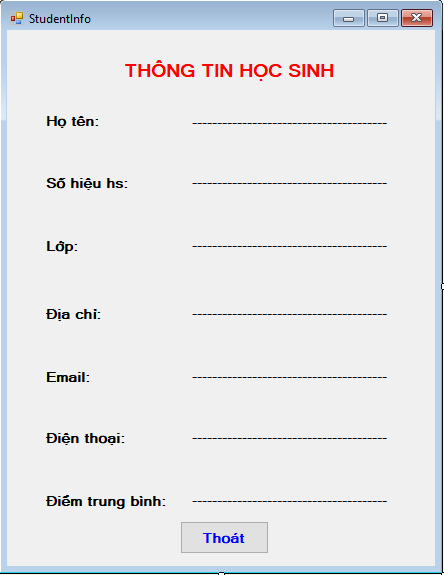 StudentInfo
THÔNG TIN HỌC SINH
Họ tên: ---------------------------------------
Số hiệu hs: ---------------------------------------
Lớp: ---------------------------------------
Địa chỉ: ---------------------------------------
Email: ---------------------------------------
Điện thoại: ---------------------------------------
Điểm trung bình: ---------------------------------------
Thoát